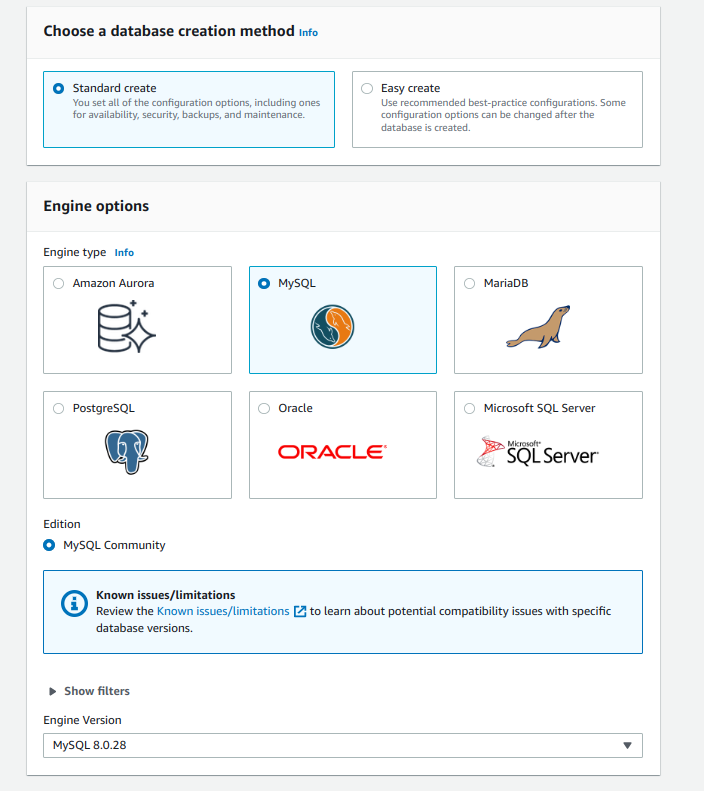 Choose a database creation method Info
Standard create
You set all of the configuration options, including ones
for availability, security, backups, and maintenance.
Easy create
Use recommended best-practice configurations. Some
configuration options can be changed after the
database is created.
Engine options
Engine type Info
Amazon Aurora
MySQL
MariaDB
PostgreSQL
Oracle
ORACLE
Microsoft SQL Server
Microsoft
SQL Server
Edition
MySQL Community
Known issues/limitations
Review the Known issues/limitations to learn about potential compatibility issues with specific
database versions.
Show filters
Engine Version
MySQL 8.0.28